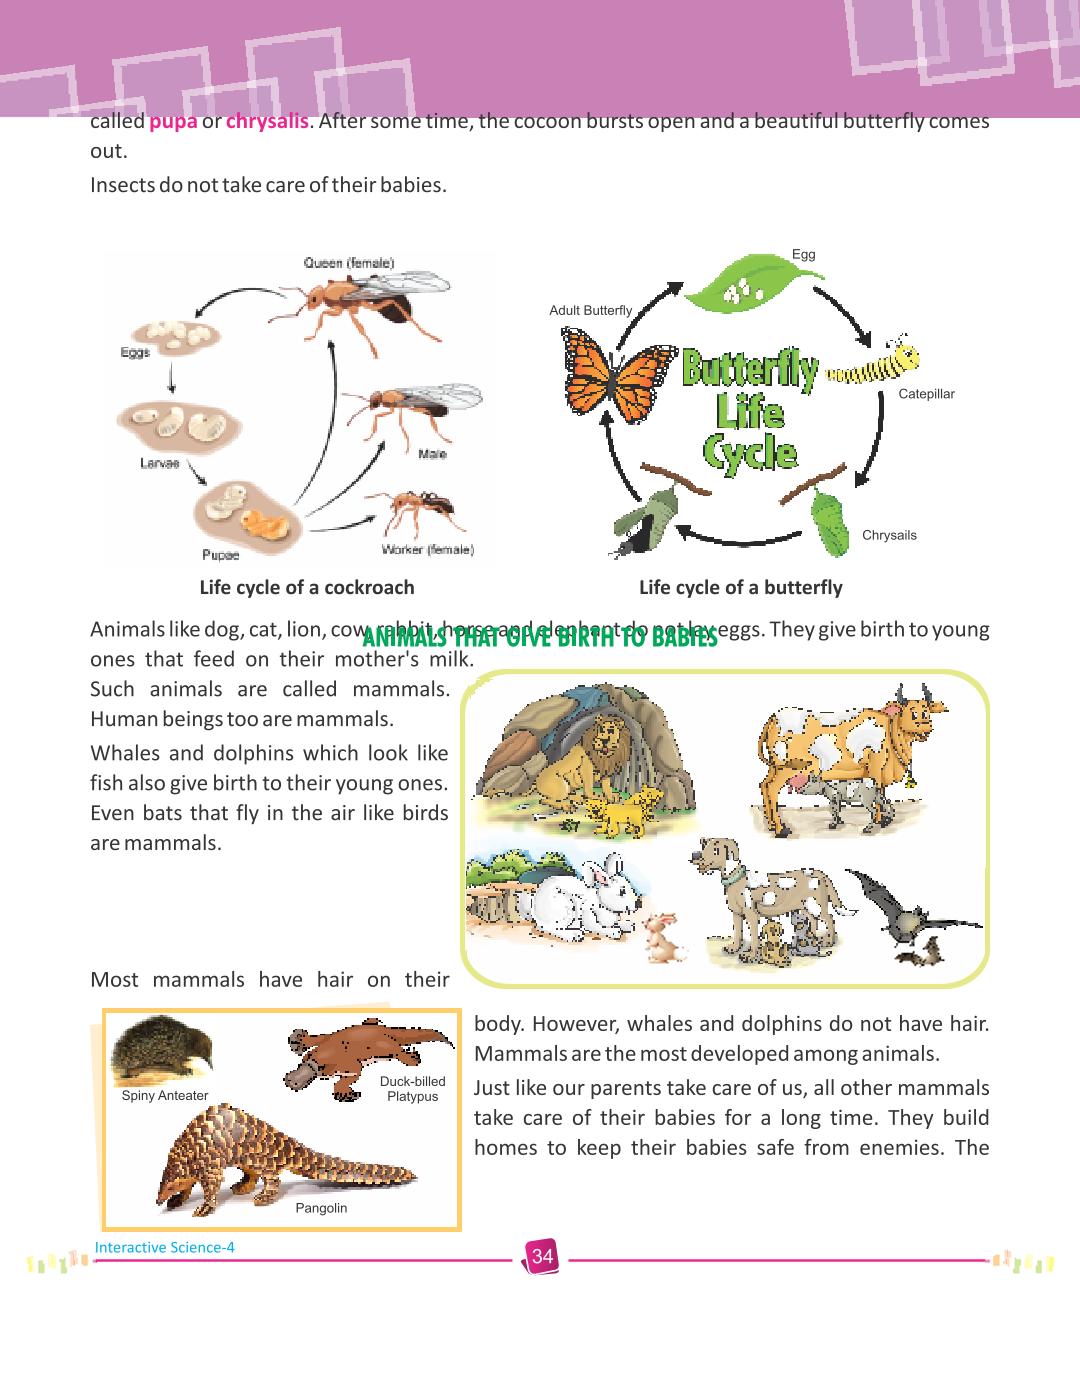 called pupa or chrysalis. After some time, the cocoon bursts open and a beautiful butterfly comes
out.
Insects do not take care of their babies.
Queen (female)
Eggs
Larvae
Pupae
Male
Worker (female)
Life cycle of a cockroach
Egg
Adult Butterfly
Butterfly
Life
Cycle
Catepillar
Chrysails
Life cycle of a butterfly
ANIMALS THAT GIVE BIRTH TO BABIES
Animals like dog, cat, lion, cow, rabbit, horse and elephant do not lay eggs. They give birth to young
ones that feed on their mother's milk.
Such animals are called mammals.
Human beings too are mammals.
Whales and dolphins which look like
fish also give birth to their young ones.
Even bats that fly in the air like birds
are mammals.
Most mammals have hair on their
Spiny Anteater
Duck-billed
Platypus
Pangolin
body. However, whales and dolphins do not have hair.
Mammals are the most developed among animals.
Just like our parents take care of us, all other mammals
take care of their babies for a long time. They build
homes to keep their babies safe from enemies. The
Interactive Science-4
34